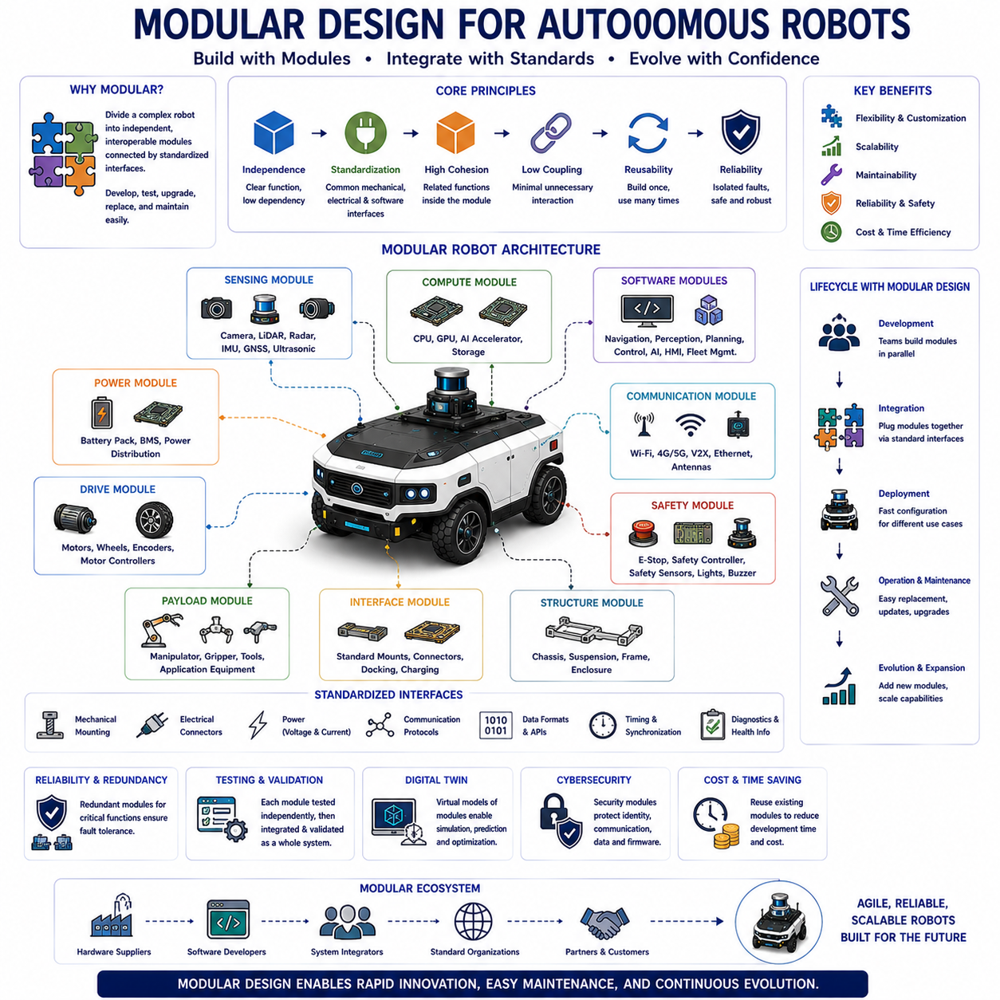 MODULAR DESIGN FOR AUTO00OMOUS ROBOTS
Build with Modules • Integrate with Standards • Evolve with Confidence
WHY MODULAR?
Divide a complex robot
into independent,
interoperable modules
connected by standardized
interfaces.
Develop, test, upgrade,
replace, and maintain
easily.
CORE PRINCIPLES
Independence
Clear function,
low dependency
Standardization
Common mechanical,
electrical & software
interfaces
High Cohesion
Related functions
inside the module
Low Coupling
Minimal unnecessary
interaction
Reusability
Build once,
use many times
Reliability
Isolated faults,
safe and robust
KEY BENEFITS
Flexibility & Customization
Scalability
Maintainability
Reliability & Safety
Cost & Time Efficiency
MODULAR ROBOT ARCHITECTURE
SENSING MODULE
Camera, LiDAR, Radar,
IMU, GNSS, Ultrasonic
COMPUTE MODULE
CPU, GPU, AI Accelerator,
Storage
SOFTWARE MODULES
</>
Navigation, Perception, Planning,
Control, AI, HMI, Fleet Mgmt.
POWER MODULE
Battery Pack, BMS, Power
Distribution
COMMUNICATION MODULE
Wi-Fi, 4G/5G, V2X, Ethernet,
Antennas
DRIVE MODULE
Motors, Wheels, Encoders,
Motor Controllers
SAFETY MODULE
E-Stop, Safety Controller,
Safety Sensors, Lights, Buzzer
PAYLOAD MODULE
Manipulator, Gripper, Tools,
Application Equipment
INTERFACE MODULE
Standard Mounts, Connectors,
Docking, Charging
STRUCTURE MODULE
Chassis, Suspension, Frame,
Enclosure
LIFECYCLE WITH MODULAR DESIGN
Development
Teams build modules
in parallel
Integration
Plug modules together
via standard interfaces
Deployment
Fast configuration
for different use cases
Operation & Maintenance
Easy replacement,
updates, upgrades
Evolution & Expansion
Add new modules,
scale capabilities
STANDARDIZED INTERFACES
Mechanical
Mounting
Electrical
Connectors
Power
(Voltage & Current)
Communication
Protocols
1010
0101
Data Formats
& APIs
Timing &
Synchronization
Diagnostics &
Health Info
RELIABILITY & REDUNDANCY
Redundant modules for
critical functions ensure
fault tolerance.
TESTING & VALIDATION
Each module tested
independently, then
integrated & validated
as a whole system.
DIGITAL TWIN
Virtual models of
modules enable
simulation, prediction
and optimization.
CYBERSECURITY
Security modules
protect identity,
communication,
data and firmware.
COST & TIME SAVING
Reuse existing
modules to reduce
development time
and cost.
MODULAR ECOSYSTEM
Hardware Suppliers
</>
Software Developers
System Integrators
Standard Organizations
Partners & Customers
AGILE, RELIABLE,
SCALABLE ROBOTS
BUILT FOR THE FUTURE
MODULAR DESIGN ENABLES RAPID INNOVATION, EASY MAINTENANCE, AND CONTINUOUS EVOLUTION.